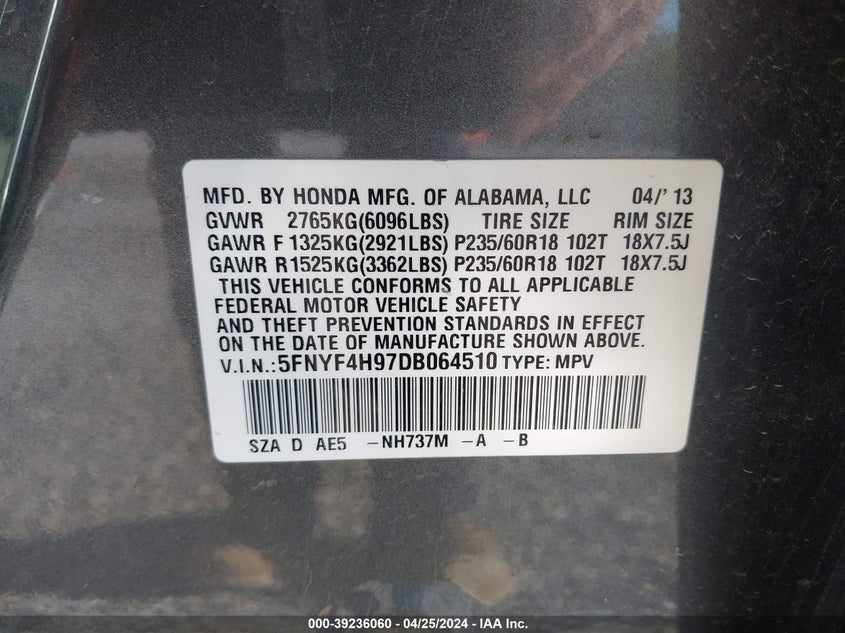 MFD. BY HONDA MFG. OF ALABAMA, LLC 04/' 13
GVWR 2765KG(6096LBS) TIRE SIZE RIM SIZE
GAWR F 1325KG(2921LBS) P235/60R18 102T 18X7.5J
GAWR R1525KG(3362LBS) P235/60R18 102T 18X7.5J
THIS VEHICLE CONFORMS TO ALL APPLICABLE
FEDERAL MOTOR VEHICLE SAFETY
AND THEFT PREVENTION STANDARDS IN EFFECT
ON THE DATE OF MANUFACTURE SHOWN ABOVE.
V.I.N.:5FNYF4H97DB064510 TYPE: MPV
SZA D AE5 -NH737M -A -B
000-39236060 - 04/25/2024 - IAA Inc.